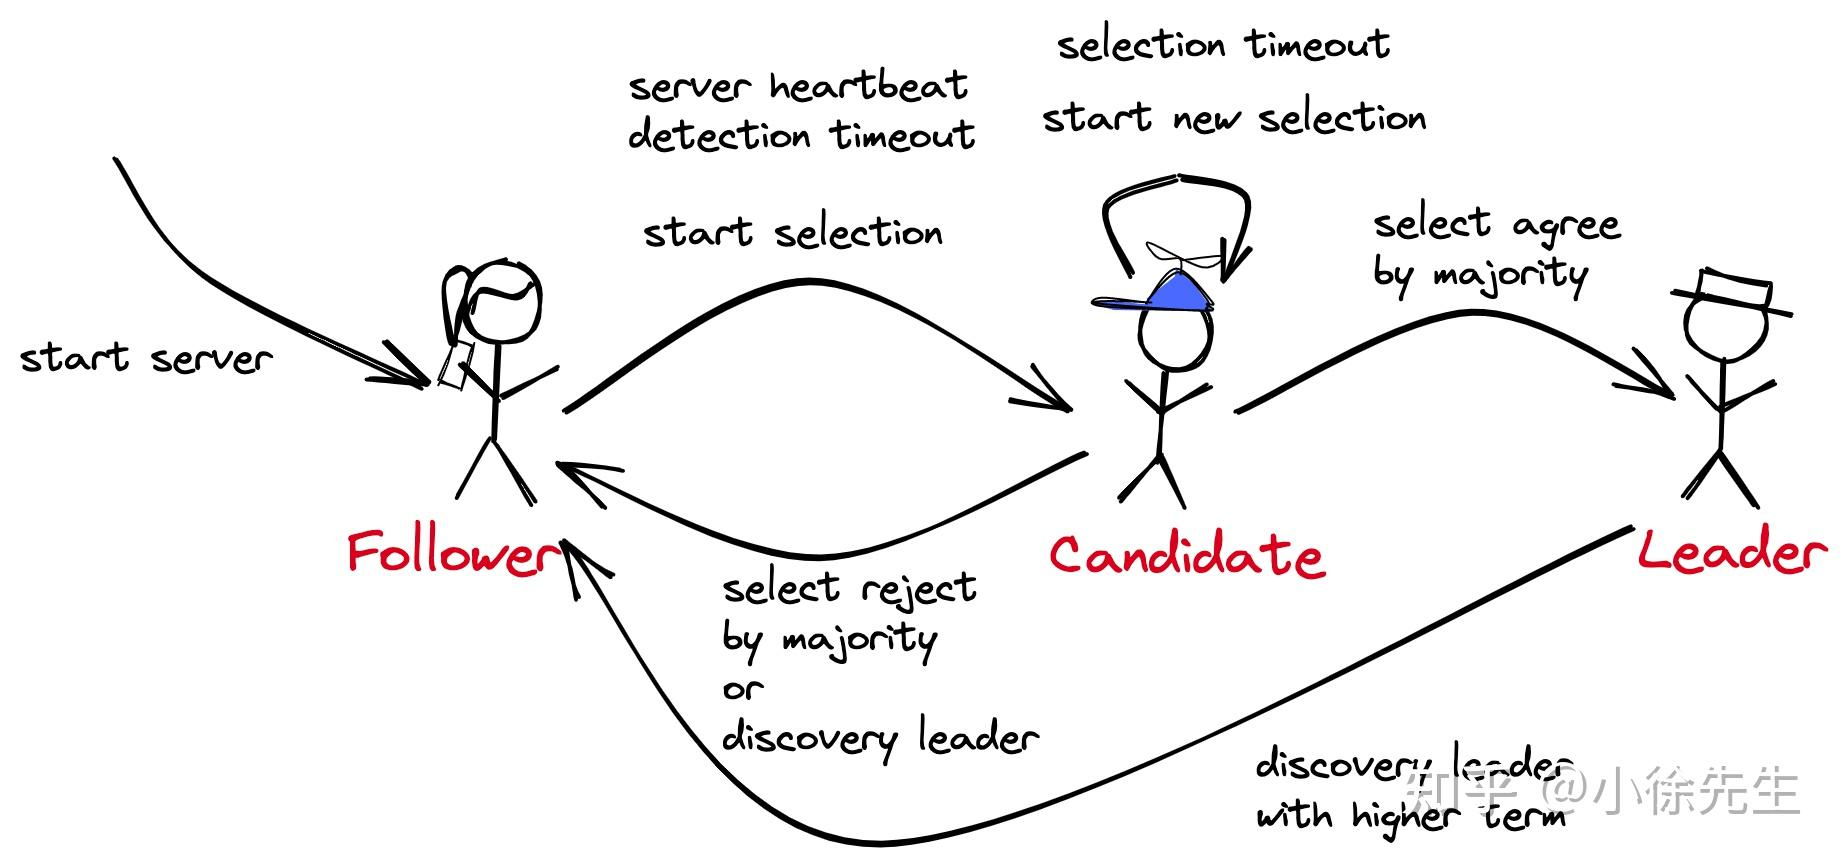 selection timeout
start new selection
server heartbeat
detection timeout
start selection
select agree
by majority
start server
Follower
Candidate
Leader
select reject
by majority
or
discovery leader
discovery leader
with higher term
知乎 @小徐先生